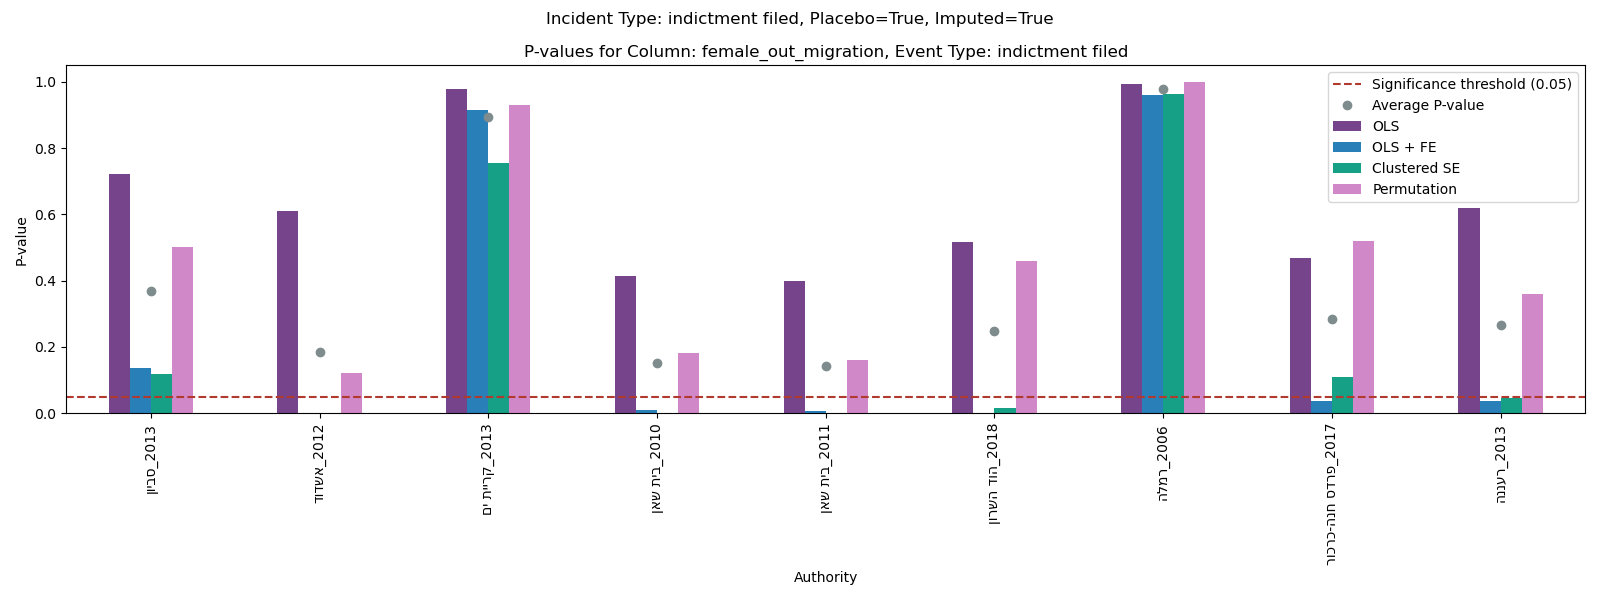 Incident Type: indictment filed, Placebo=True, Imputed=True
P-values for Column: female_out_migration, Event Type: indictment filed
P-value
1.0
0.8
0.6
0.4
0.2
0.0
Significance threshold (0.05)
Average P-value
OLS
OLS + FE
Clustered SE
Permutation
סביון_2013
אשדוד_2012
קריית ים_2013
בית שאן_2010
בית שאן_2011
הוד השרון_2018
רמלה_2006
פרדס חנה-כרכור_2017
רעננה_2013
Authority